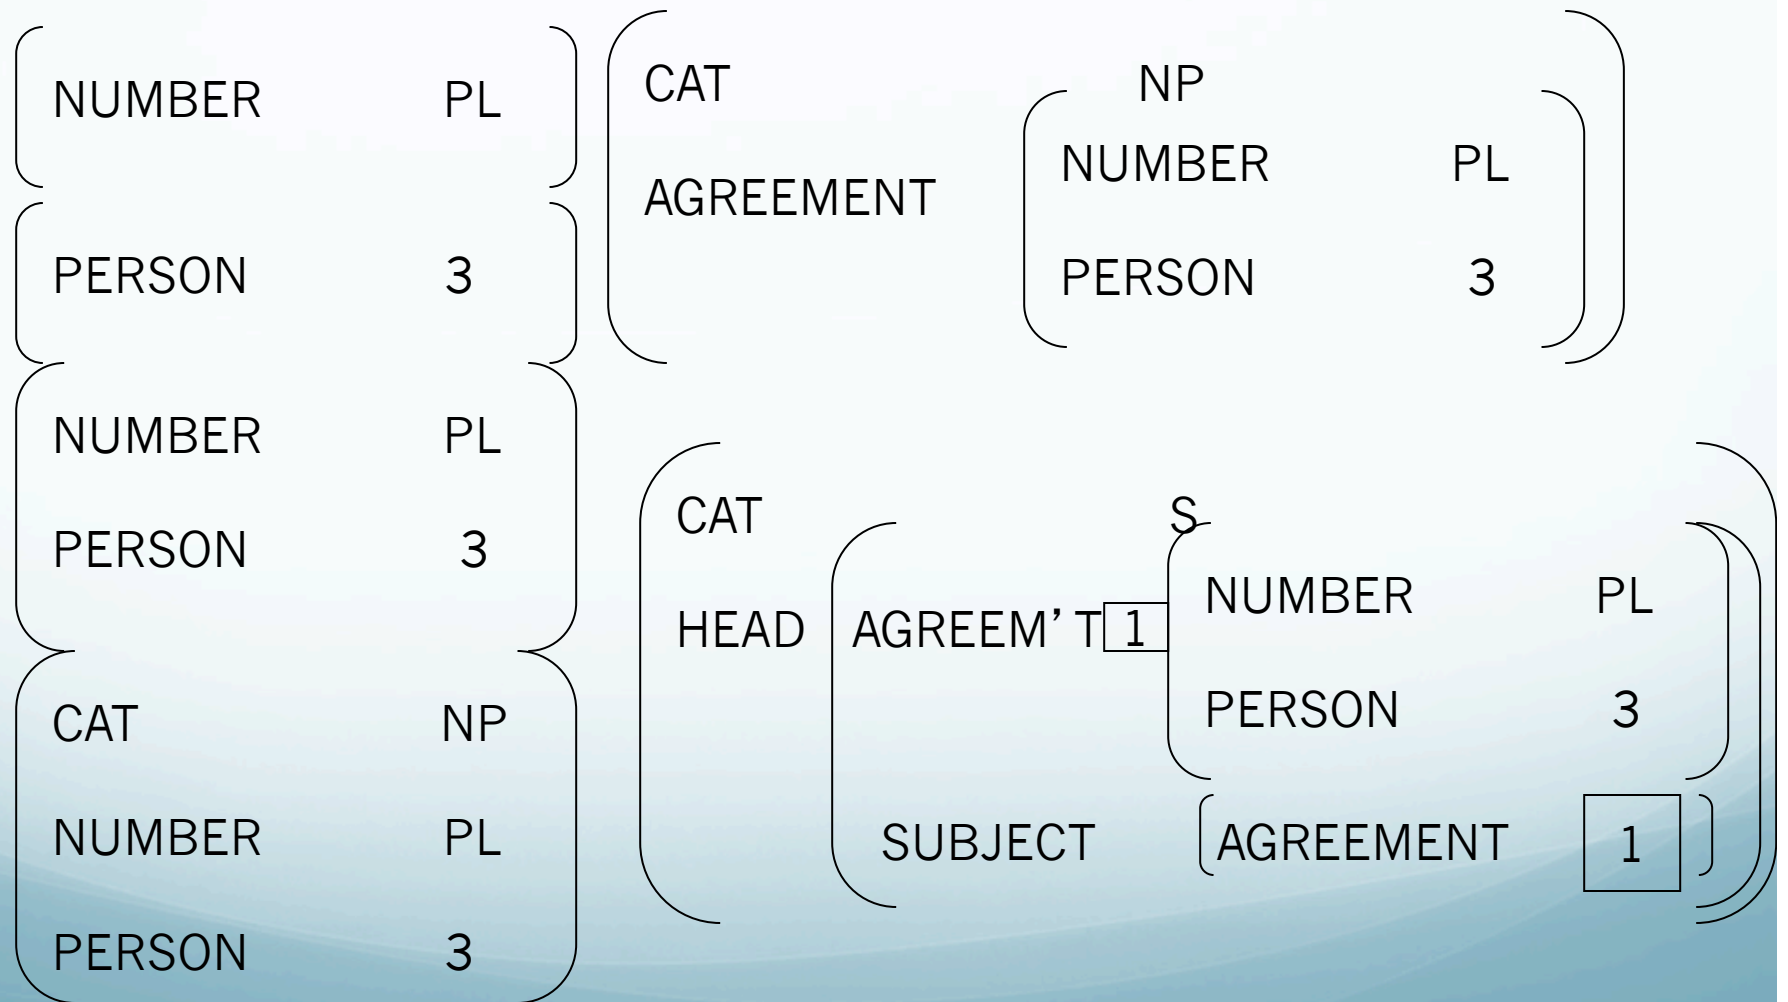 NUMBER PL
PERSON 3
NUMBER PL
PERSON 3
CAT NP
NUMBER PL
PERSON 3
CAT NP
NUMBER PL
AGREEMENT
PERSON 3
CAT S
NUMBER PL
HEAD AGREEM’T 1
PERSON 3
SUBJECT AGREEMENT 1